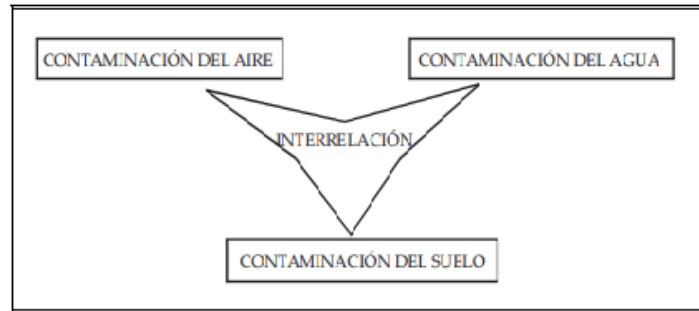 CONTAMINACIÓN DEL AIRE
CONTAMINACIÓN DEL AGUA
INTERRELACIÓN
CONTAMINACIÓN DEL SUELO